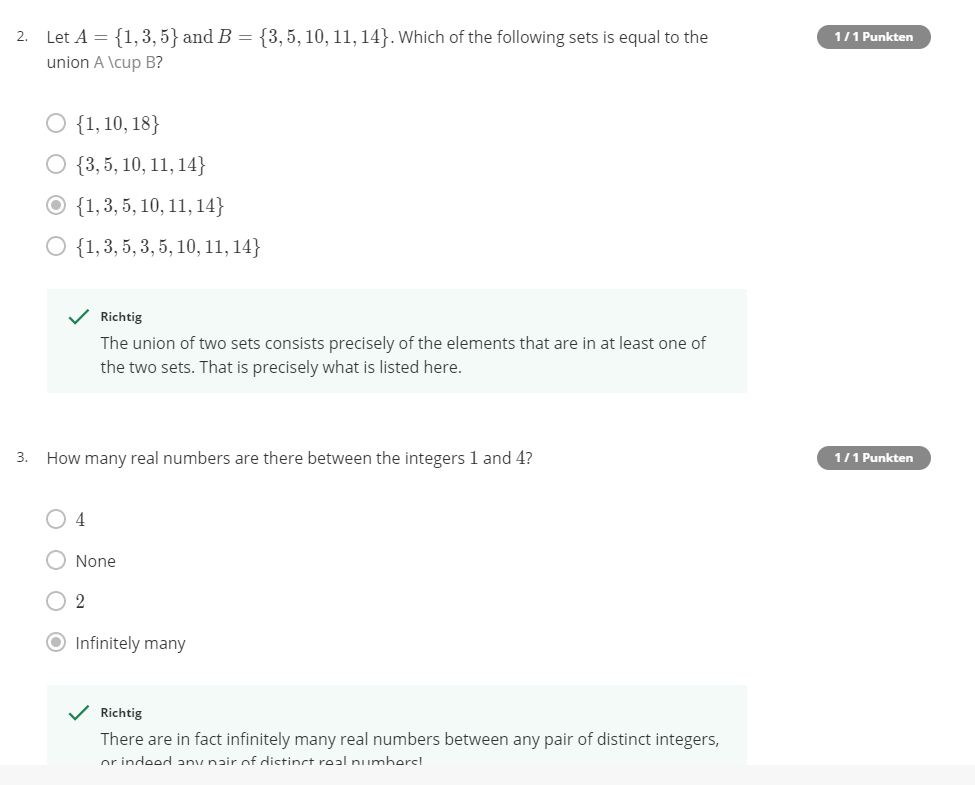 2. Let A = {1, 3, 5} and B = {3, 5, 10, 11, 14}. Which of the following sets is equal to the
union A \cup B?
1 / 1 Punkten
{1, 10, 18}
{3, 5, 10, 11, 14}
{1, 3, 5, 10, 11, 14}
{1, 3, 5, 3, 5, 10, 11, 14}
Richtig
The union of two sets consists precisely of the elements that are in at least one of
the two sets. That is precisely what is listed here.
3. How many real numbers are there between the integers 1 and 4?
1 / 1 Punkten
4
None
2
Infinitely many
Richtig
There are in fact infinitely many real numbers between any pair of distinct integers,
or indeed any pair of distinct real numbers!